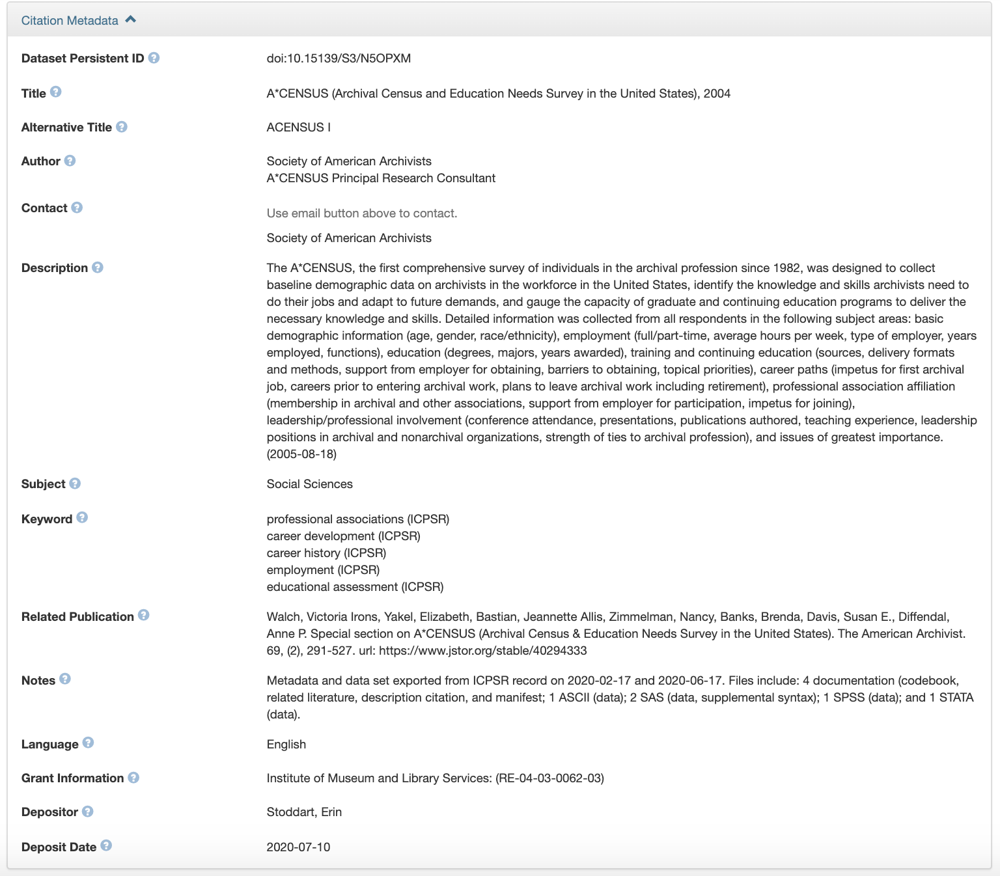 Citation Metadata
Dataset Persistent ID
doi:10.15139/S3/N5OPXM
Title
A*CENSUS (Archival Census and Education Needs Survey in the United States), 2004
Alternative Title
ACENSUS I
Author
Society of American Archivists
A*CENSUS Principal Research Consultant
Contact
Use email button above to contact.
Society of American Archivists
Description
The A*CENSUS, the first comprehensive survey of individuals in the archival profession since 1982, was designed to collect
baseline demographic data on archivists in the workforce in the United States, identify the knowledge and skills archivists need to
do their jobs and adapt to future demands, and gauge the capacity of graduate and continuing education programs to deliver the
necessary knowledge and skills. Detailed information was collected from all respondents in the following subject areas: basic
demographic information (age, gender, race/ethnicity), employment (full/part-time, average hours per week, type of employer, years
employed, functions), education (degrees, majors, years awarded), training and continuing education (sources, delivery formats
and methods, support from employer for obtaining, barriers to obtaining, topical priorities), career paths (impetus for first archival
job, careers prior to entering archival work, plans to leave archival work including retirement), professional association affiliation
(membership in archival and other associations, support from employer for participation, impetus for joining),
leadership/professional involvement (conference attendance, presentations, publications authored, teaching experience, leadership
positions in archival and nonarchival organizations, strength of ties to archival profession), and issues of greatest importance.
(2005-08-18)
Subject
Social Sciences
Keyword
professional associations (ICPSR)
career development (ICPSR)
career history (ICPSR)
employment (ICPSR)
educational assessment (ICPSR)
Related Publication
Walch, Victoria Irons, Yakel, Elizabeth, Bastian, Jeannette Allis, Zimmelman, Nancy, Banks, Brenda, Davis, Susan E., Diffendal,
Anne P. Special section on A*CENSUS (Archival Census & Education Needs Survey in the United States). The American Archivist.
69, (2), 291-527. url: https://www.jstor.org/stable/40294333
Notes
Metadata and data set exported from ICPSR record on 2020-02-17 and 2020-06-17. Files include: 4 documentation (codebook,
related literature, description citation, and manifest; 1 ASCII (data); 2 SAS (data, supplemental syntax); 1 SPSS (data); and 1 STATA
(data).
Language
English
Grant Information
Institute of Museum and Library Services: (RE-04-03-0062-03)
Depositor
Stoddart, Erin
Deposit Date
2020-07-10